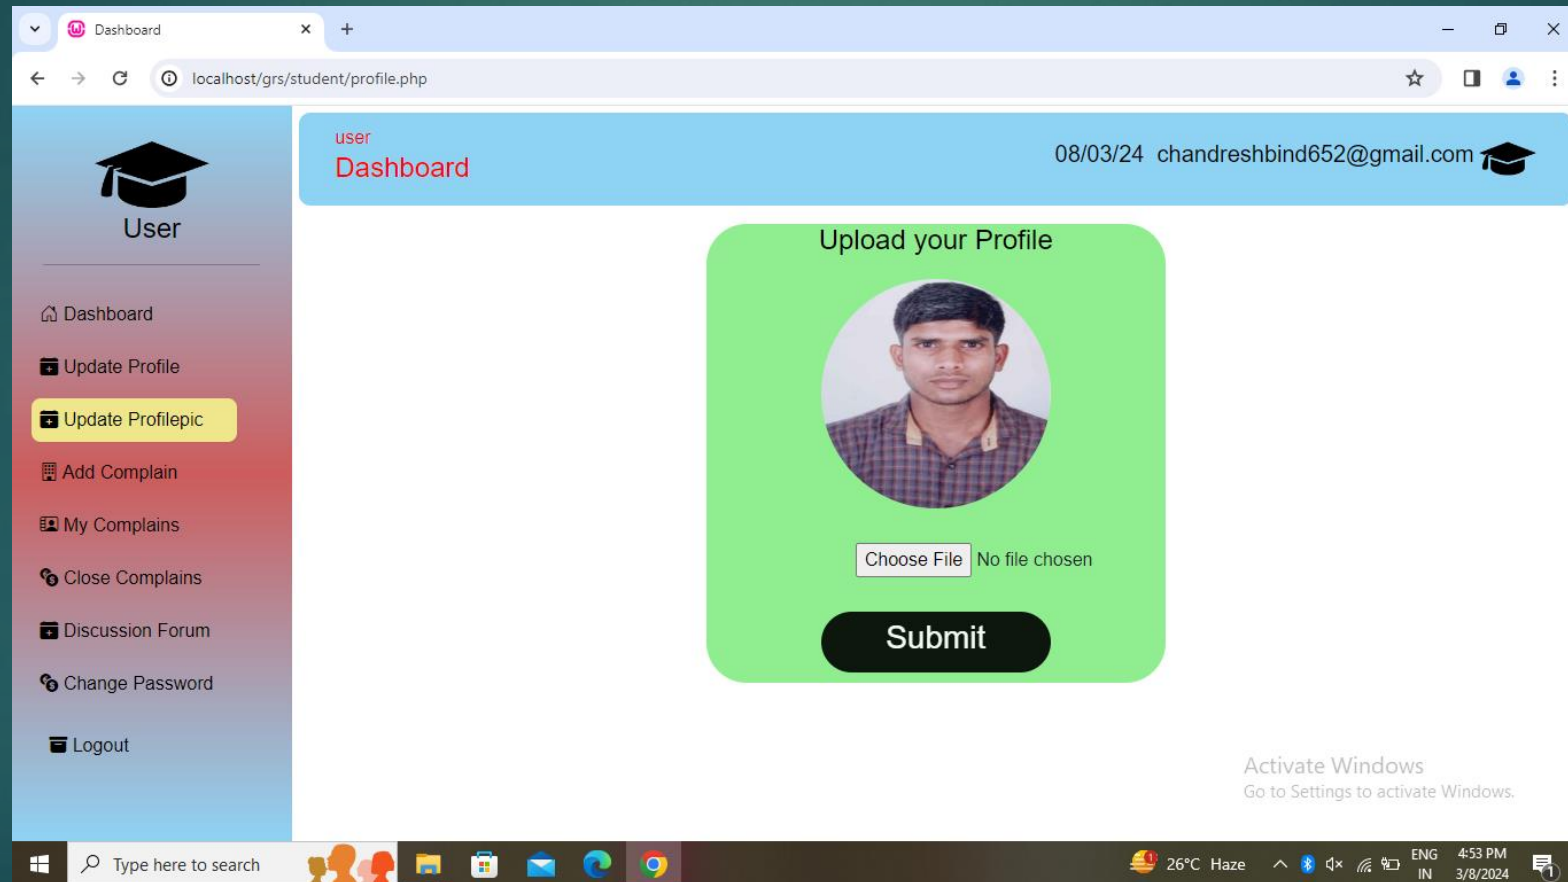 Dashboard
localhost/grs/student/profile.php
User
Dashboard
Update Profile
Update Profilepic
Add Complain
My Complains
Close Complains
Discussion Forum
Change Password
Logout
user
Dashboard
08/03/24 chandreshbind652@gmail.com
Upload your Profile
Choose File No file chosen
Submit
Activate Windows
Go to Settings to activate Windows.
Type here to search
1
26°C Haze
ENG
IN
4:53 PM
3/8/2024
1